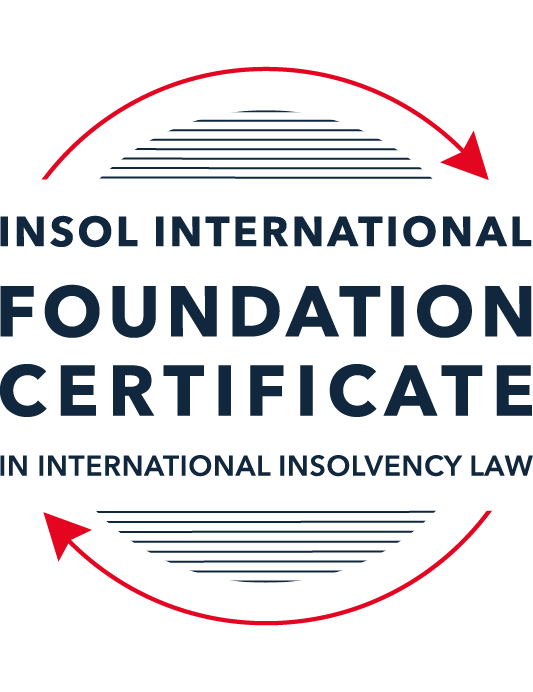 INSOL INTERNATIONAL
FOUNDATION
CERTIFICATE
IN INTERNATIONAL INSOLVENCY LAW